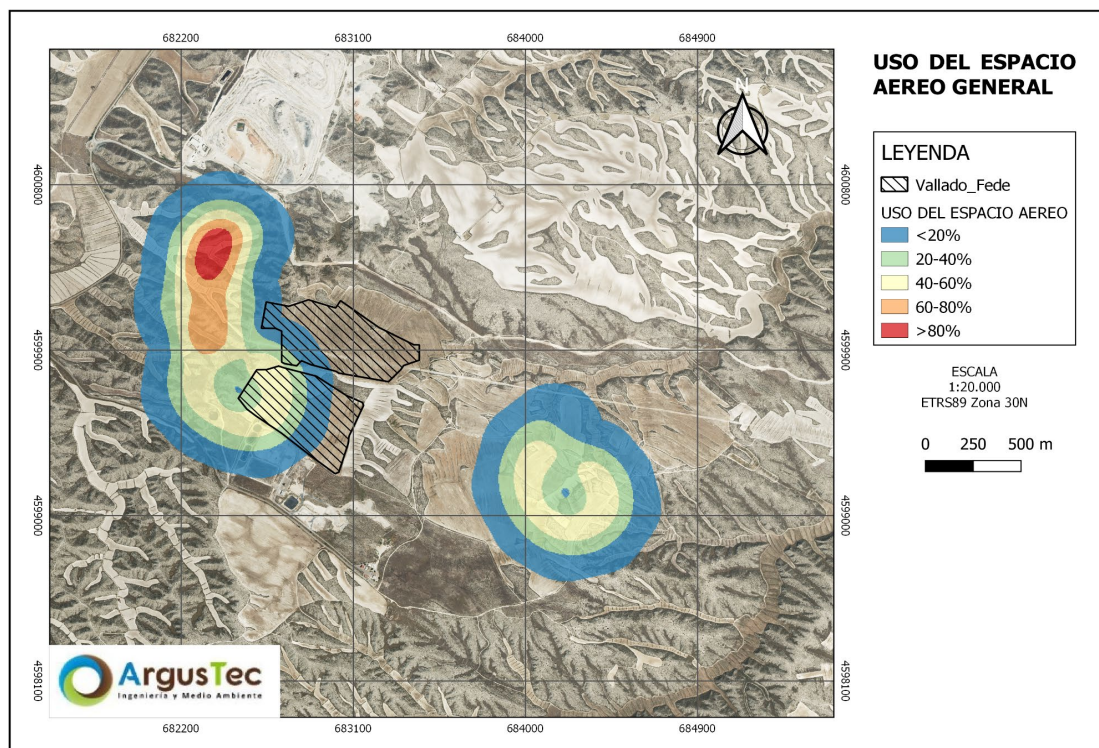 682200 683100 684000 684900
USO DEL ESPACIO
AEREO GENERAL
N
LEYENDA
Vallado_Fede
USO DEL ESPACIO AEREO
<20%
20-40%
40-60%
60-80%
>80%
ESCALA
1:20.000
ETRS89 Zona 30N
0 250 500 m
4600800 4600800
4599900 4599900
4599000 4599000
4598100 4598100
ArgusTec
Ingeniería y Medio Ambiente
682200 683100 684000 684900